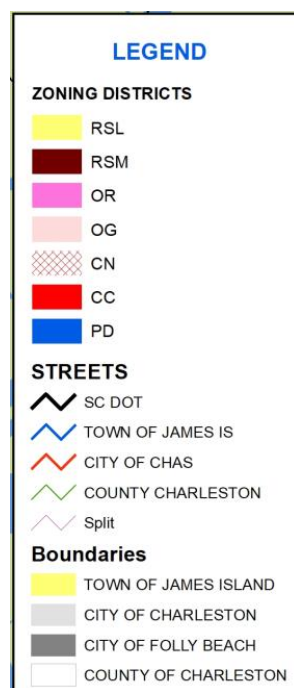 LEGEND
ZONING DISTRICTS
RSL
RSM
OR
OG
CN
CC
PD
STREETS
SC DOT
TOWN OF JAMES IS
CITY OF CHAS
COUNTY CHARLESTON
Split
Boundaries
TOWN OF JAMES ISLAND
CITY OF CHARLESTON
CITY OF FOLLY BEACH
COUNTY OF CHARLESTON